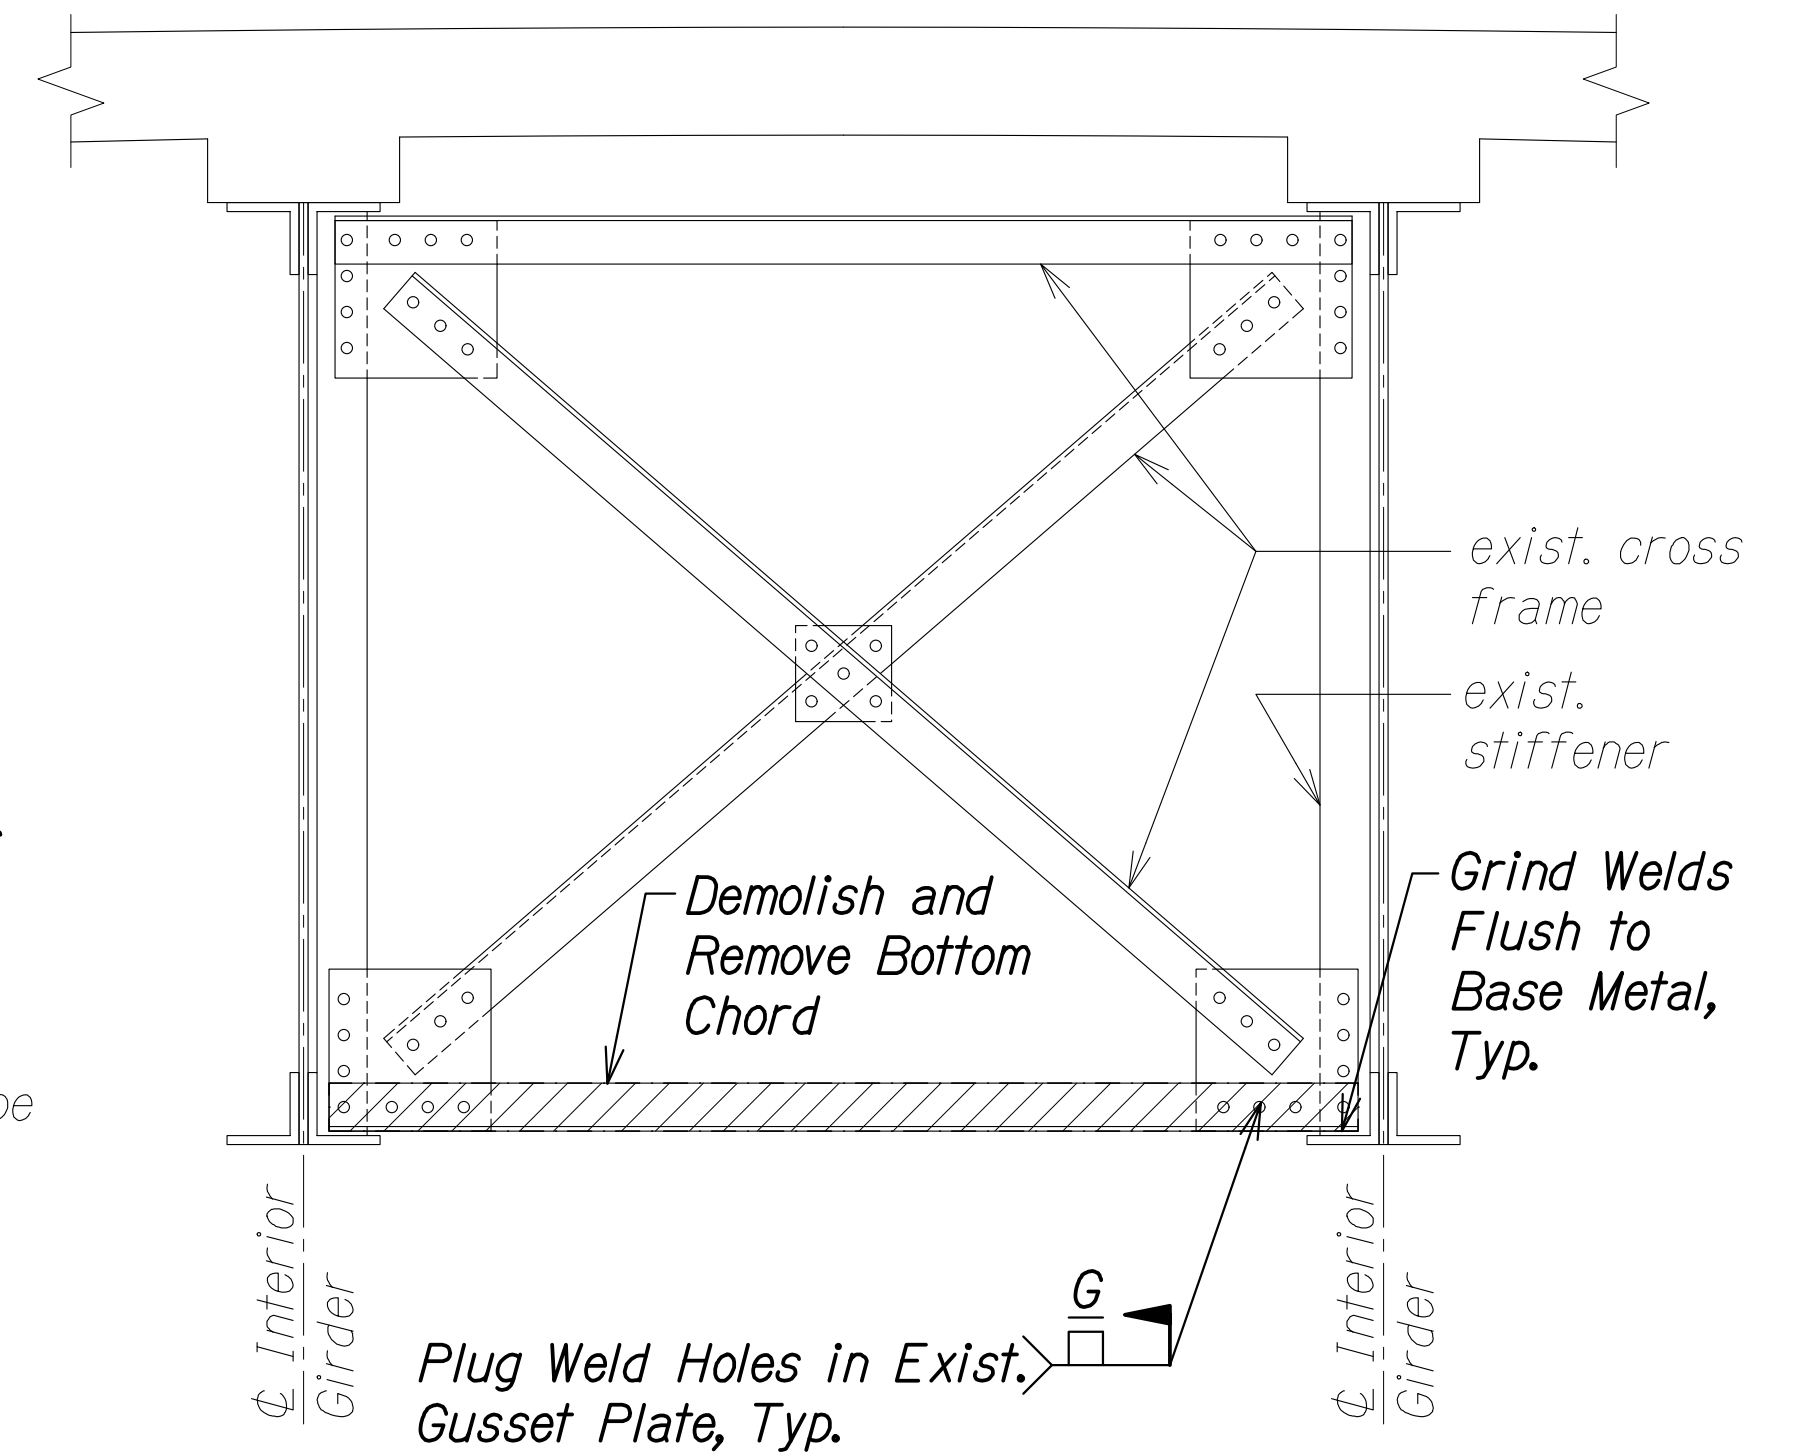 exist. cross
frame
exist.
stiffener
Demolish and
Remove Bottom
Chord
Grind Welds
Flush to
Base Metal,
Typ.
℄ Interior
Girder
℄ Interior
Girder
G
Plug Weld Holes in Exist.
Gusset Plate, Typ.